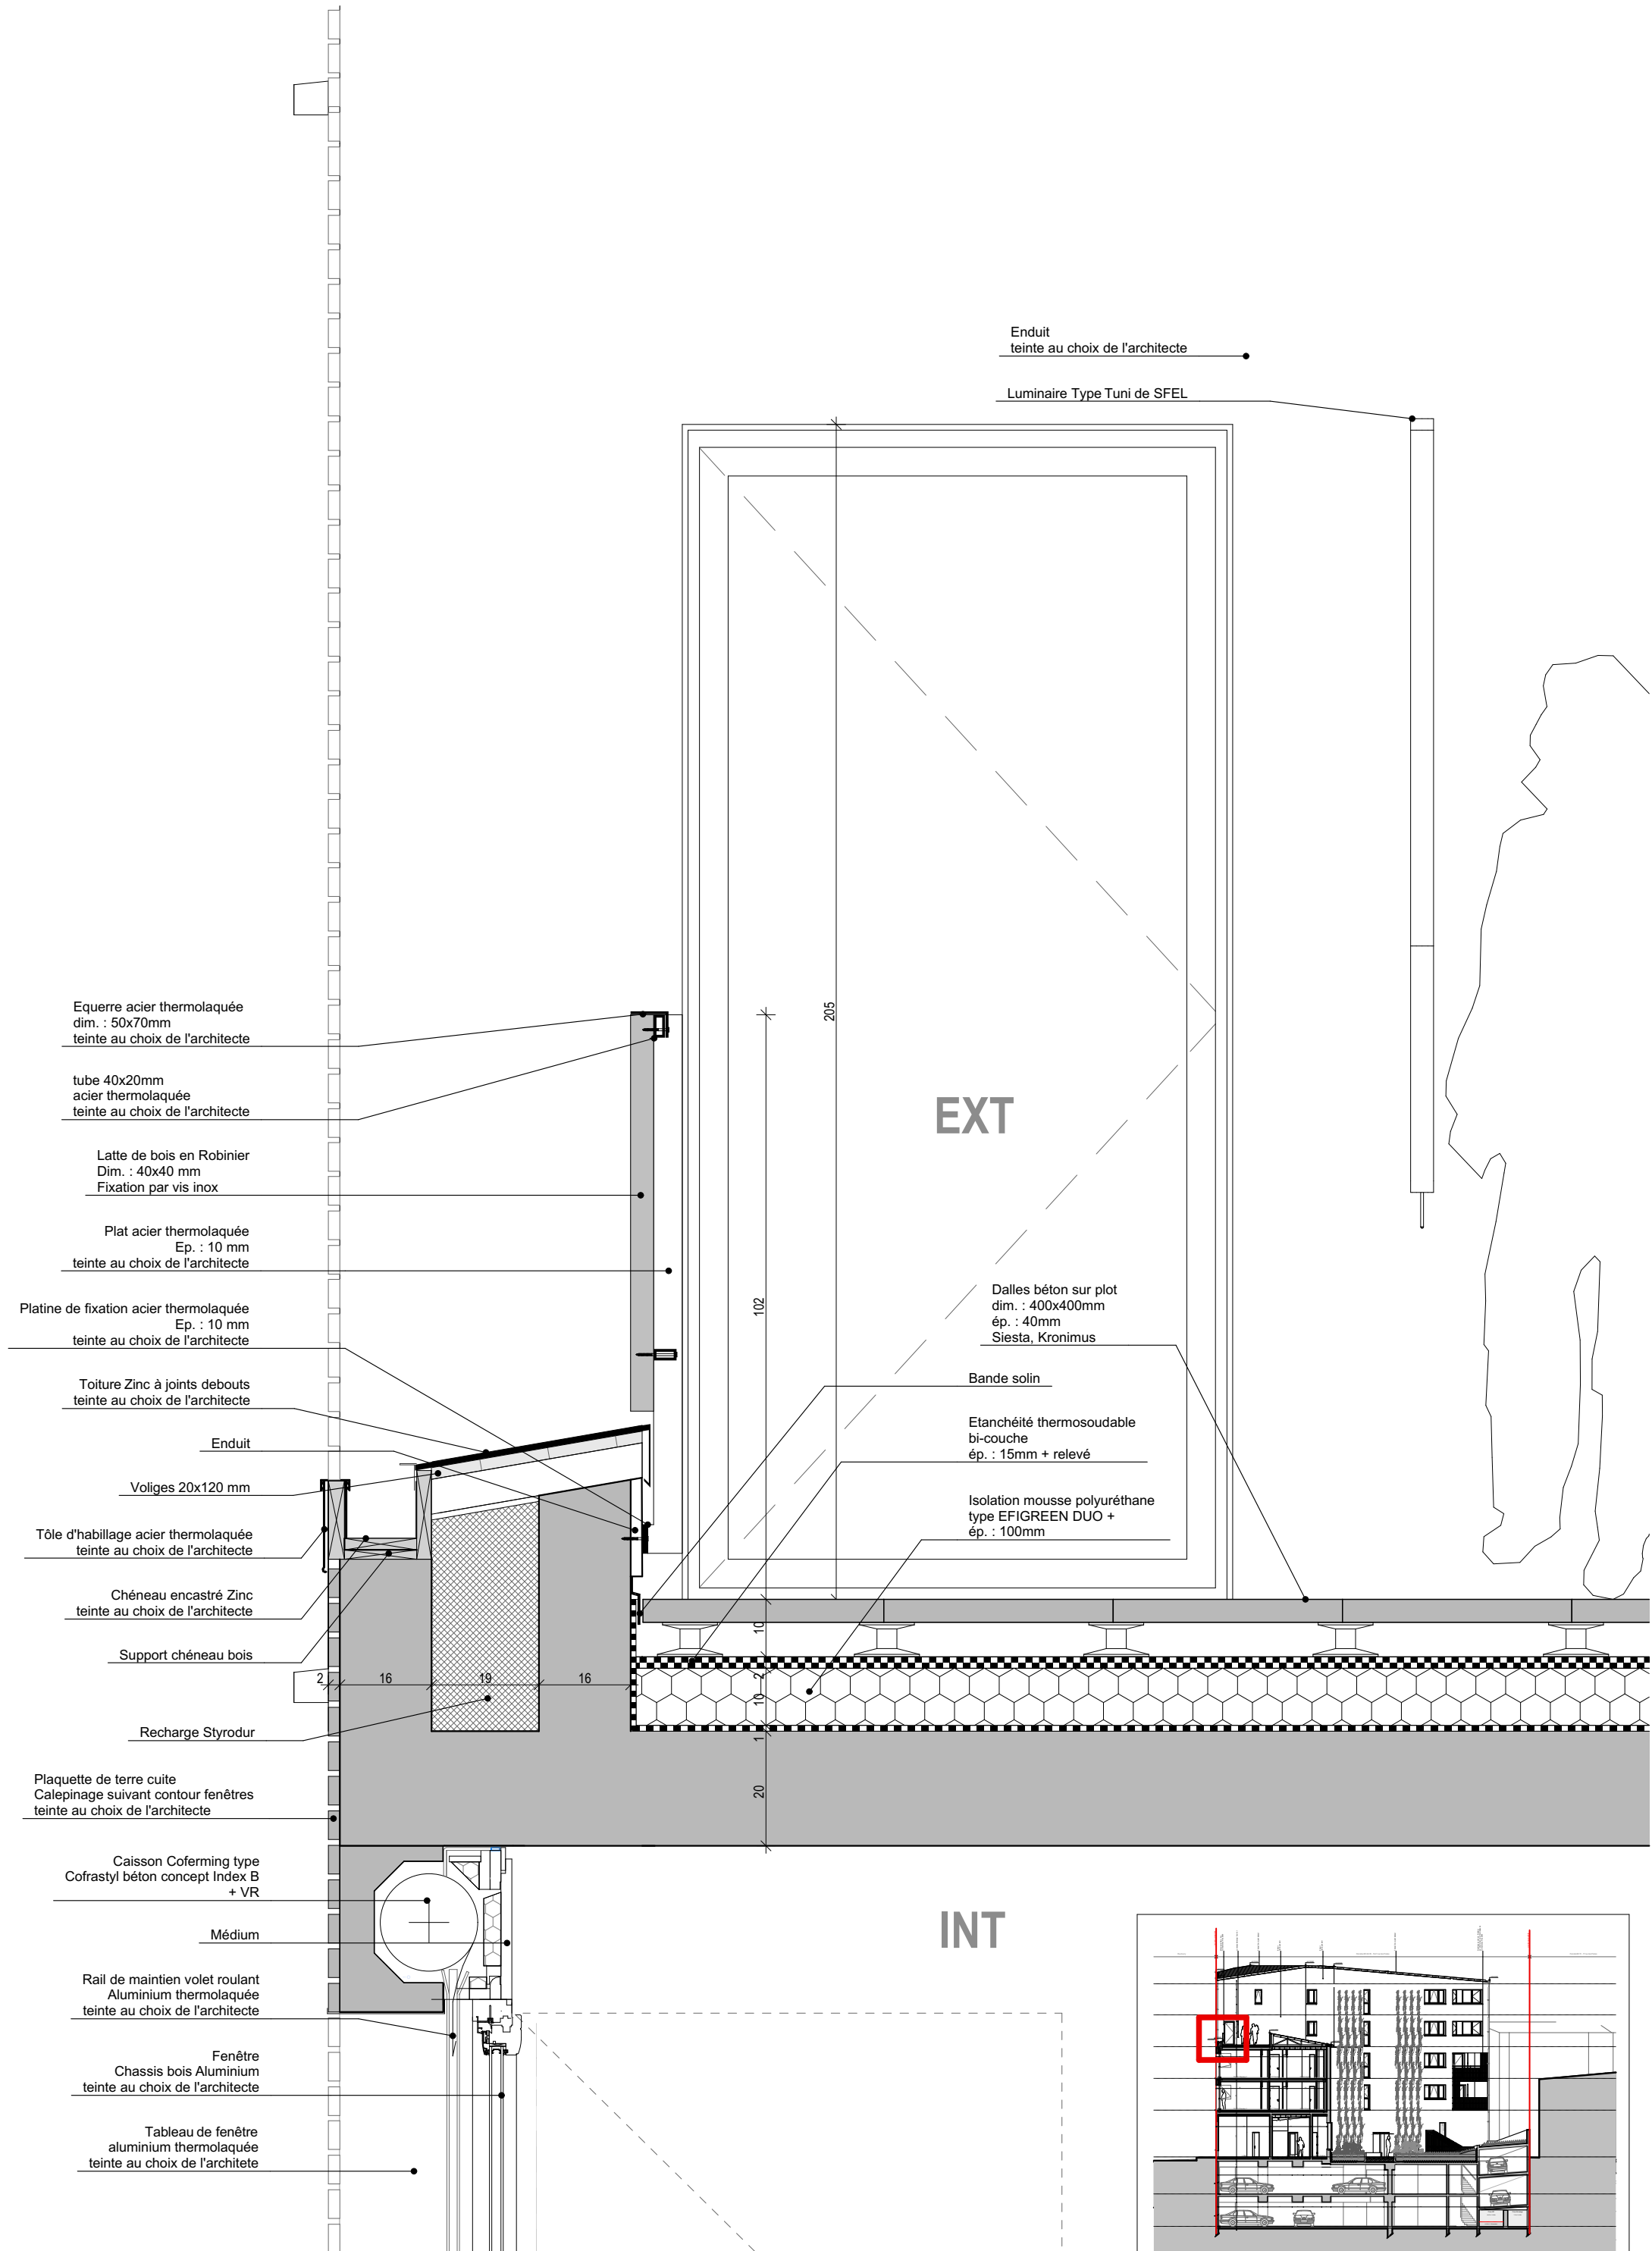 Enduit
teinte au choix de l'architecte
Luminaire Type Tuni de SFEL
205
Equerre acier thermolaquée
dim. : 50x70mm
teinte au choix de l'architecte
tube 40x20mm
acier thermolaquée
teinte au choix de l'architecte
EXT
Latte de bois en Robinier
Dim. : 40x40 mm
Fixation par vis inox
Plat acier thermolaquée
Ep. : 10 mm
teinte au choix de l'architecte
102
Dalles béton sur plot
dim. : 400x400mm
ép. : 40mm
Siesta, Kronimus
Platine de fixation acier thermolaquée
Ep. : 10 mm
teinte au choix de l'architecte
Bande solin
Toiture Zinc à joints debouts
teinte au choix de l'architecte
Etanchéité thermosoudable
bi-couche
ép. : 15mm + relevé
Enduit
Voliges 20x120 mm
Isolation mousse polyuréthane
type EFIGREEN DUO +
ép. : 100mm
Tôle d'habillage acier thermolaquée
teinte au choix de l'architecte
Chéneau encastré Zinc
teinte au choix de l'architecte
Support chéneau bois
10
2
10
1
20
2
16
19
16
Recharge Styrodur
Plaquette de terre cuite
Calepinage suivant contour fenêtres
teinte au choix de l'architecte
Caisson Coferming type
Cofrastyl béton concept Index B
+ VR
INT
Médium
Rail de maintien volet roulant
Aluminium thermolaquée
teinte au choix de l'architecte
Fenêtre
Chassis bois Aluminium
teinte au choix de l'architecte
Tableau de fenêtre
aluminium thermolaquée
teinte au choix de l'architete